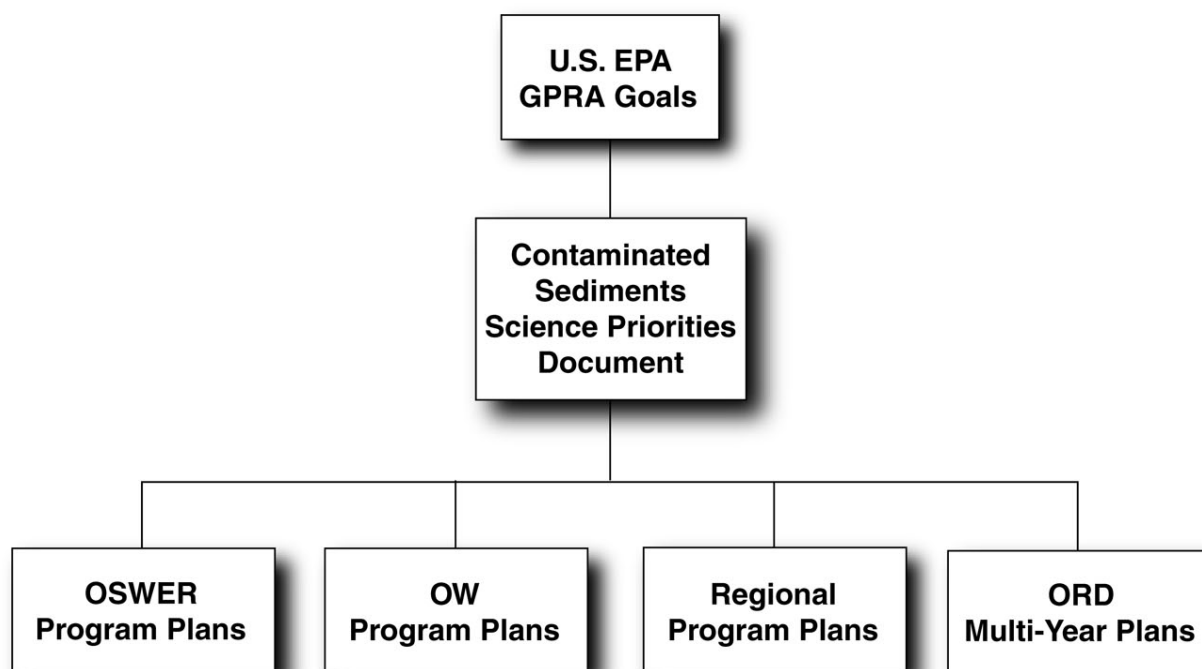 U.S. EPA
GPRA Goals
Contaminated
Sediments
Science Priorities
Document
OSWER
Program Plans
OW
Program Plans
Regional
Program Plans
ORD
Multi-Year Plans